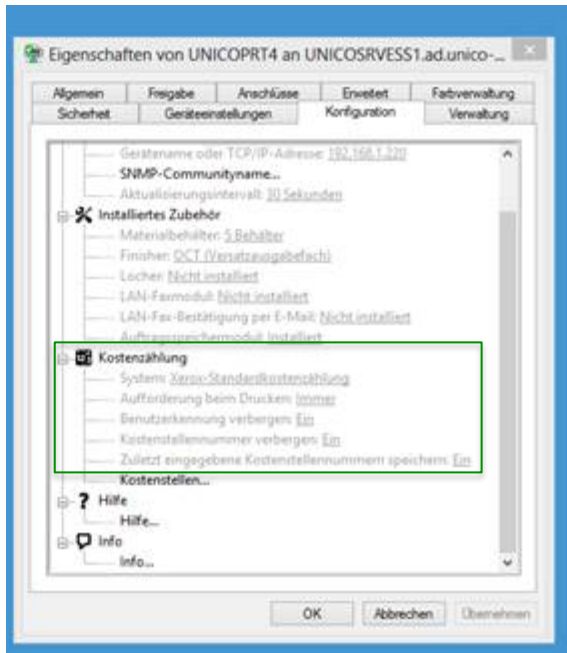 Eigenschaften von UNICOPRT4 an UNICOSRVESS1.ad.unico-...
Allgemein Freigabe Anschlüsse Erweitert Farbverwaltung
Sicherheit Geräteeinstellungen Konfiguration Verwaltung
Gerätename oder TCP/IP-Adresse: 192.168.1.220
SNMP-Communityname...
Aktualisierungsintervall: 30 Sekunden
Installiertes Zubehör
Materialbehälter: 5 Behälter
Finisher: OCT (Versatzausgabefach)
Locher: Nicht installiert
LAN-Faxmodul: Nicht installiert
LAN-Fax-Bestätigung per E-Mail: Nicht installiert
Auftragsspeichermodul: Installiert
Kostenzählung
System: Xerox-Standardkostenzählung
Aufforderung beim Drucken: Immer
Benutzerkennung verbergen: Ein
Kostenstellennummer verbergen: Ein
Zuletzt eingegebene Kostenstellennummern speichern: Ein
Kostenstellen...
Hilfe
Hilfe...
Info
Info...
OK Abbrechen Übernehmen